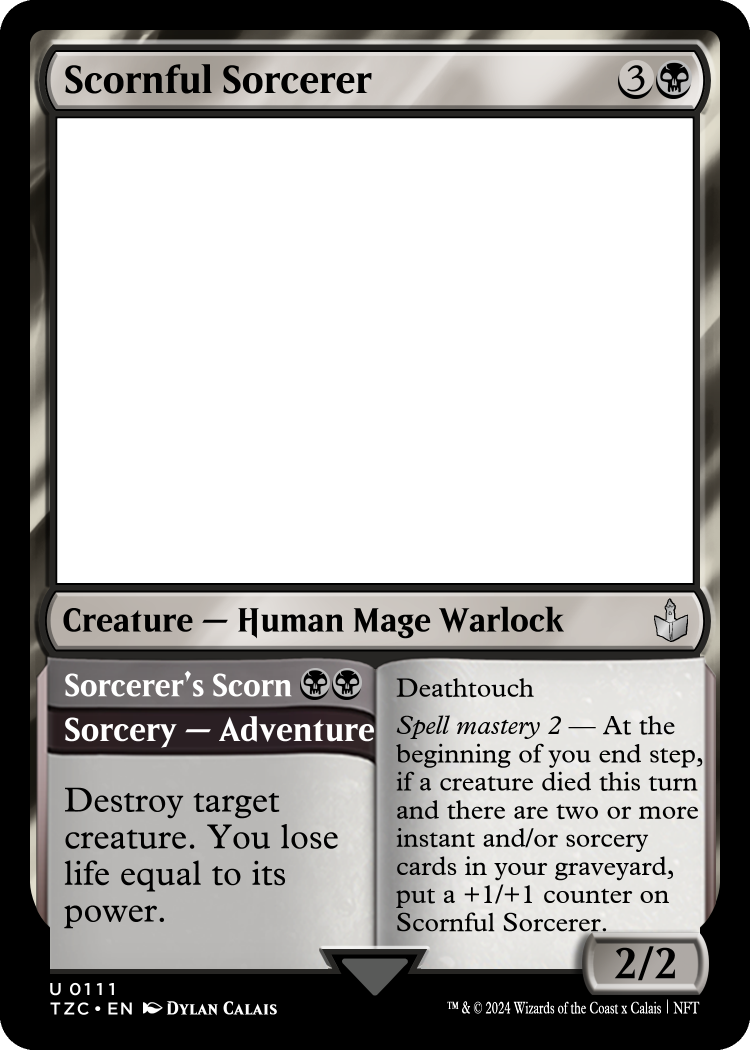 Scornful Sorcerer 3
Creature — Human Mage Warlock
Sorcerer's Scorn
Sorcery — Adventure
Destroy target
creature. You lose
life equal to its
power.
Deathtouch
Spell mastery 2 — At the
beginning of you end step,
if a creature died this turn
and there are two or more
instant and/or sorcery
cards in your graveyard,
put a +1/+1 counter on
Scornful Sorcerer.
2/2
U 0111
TZC • EN Dylan Calais
™ & © 2024 Wizards of the Coast x Calais | NFT